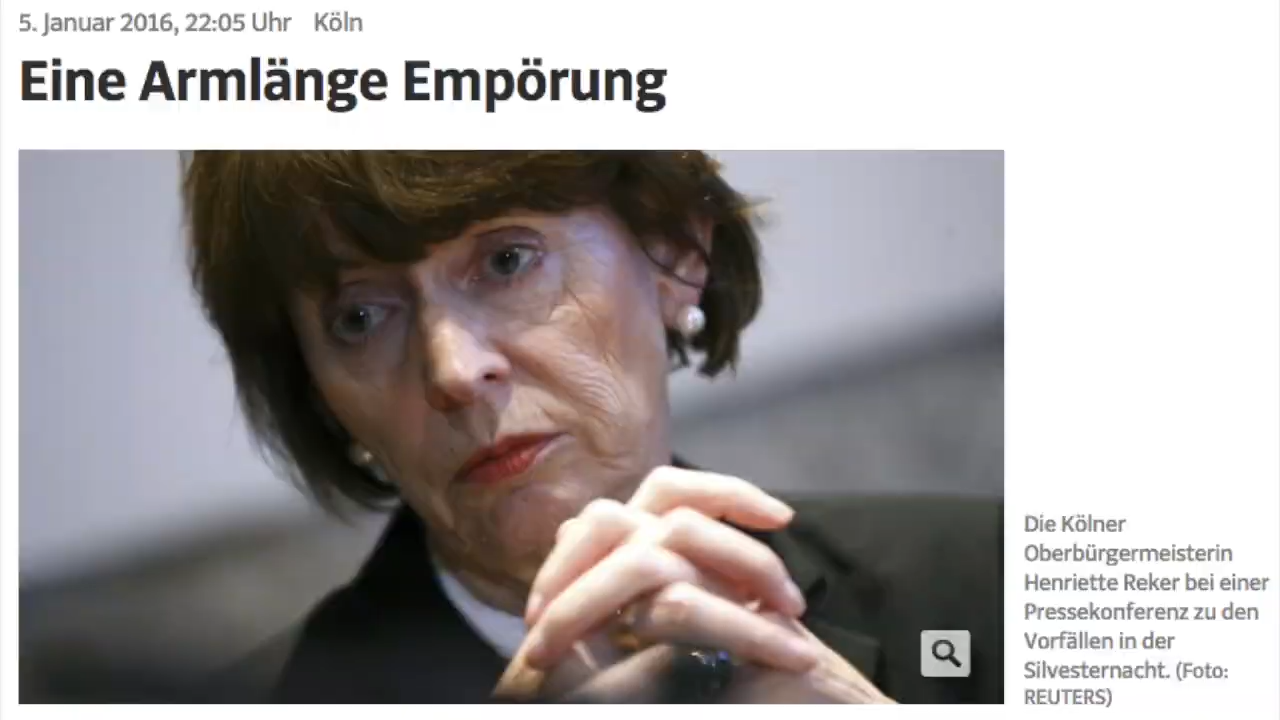 5. Januar 2016, 22:05 Uhr Köln
Eine Armlänge Empörung
Die Kölner
Oberbürgermeisterin
Henriette Reker bei einer
Pressekonferenz zu den
Vorfällen in der
Silvesternacht. (Foto:
REUTERS)